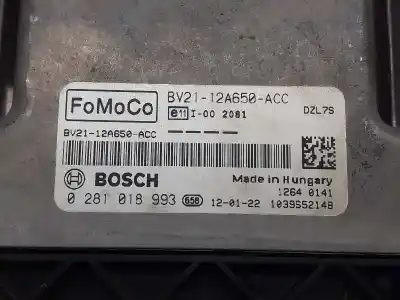 FoMoCo
BV21-12A650-ACC
e11 I-00 2081
DZL7S
BV21-12A650-ACC
BOSCH
Made in Hungary
1264 0141
0 281 018 993 658 12-01-22 1039S52148